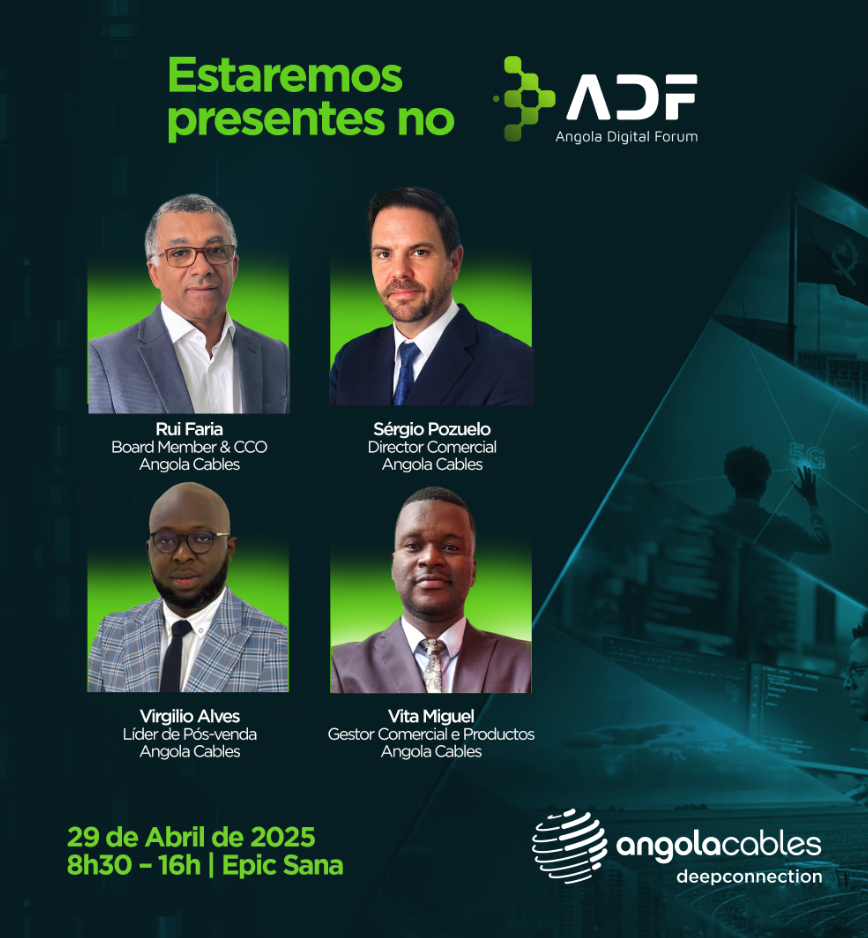 Estaremos
presentes no
ADF
Angola Digital Forum
Rui Faria
Board Member & CCO
Angola Cables
Sérgio Pozuelo
Director Comercial
Angola Cables
5G
Virgilio Alves
Líder de Pós-venda
Angola Cables
Vita Miguel
Gestor Comercial e Productos
Angola Cables
29 de Abril de 2025
8h30 – 16h | Epic Sana
angolacables
deepconnection